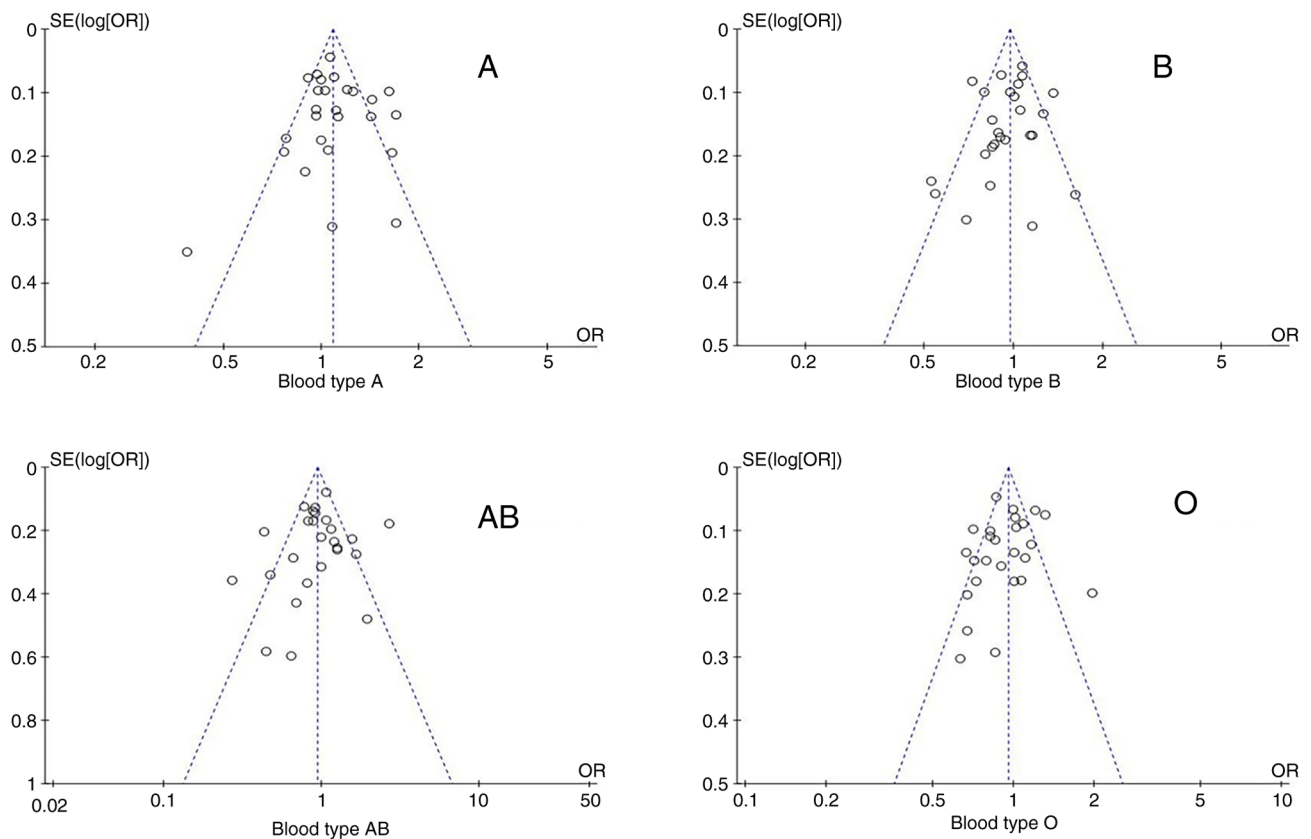 SE(log[OR])
0
0.1
0.2
0.3
0.4
0.5
A
OR
0.2 0.5 1 2 5
Blood type A
SE(log[OR])
0
0.1
0.2
0.3
0.4
0.5
B
OR
0.2 0.5 1 2 5
Blood type B
SE(log[OR])
0
0.2
0.4
0.6
0.8
1
AB
OR
0.02 0.1 1 10 50
Blood type AB
SE(log[OR])
0
0.1
0.2
0.3
0.4
0.5
O
OR
0.1 0.2 0.5 1 2 5 10
Blood type O